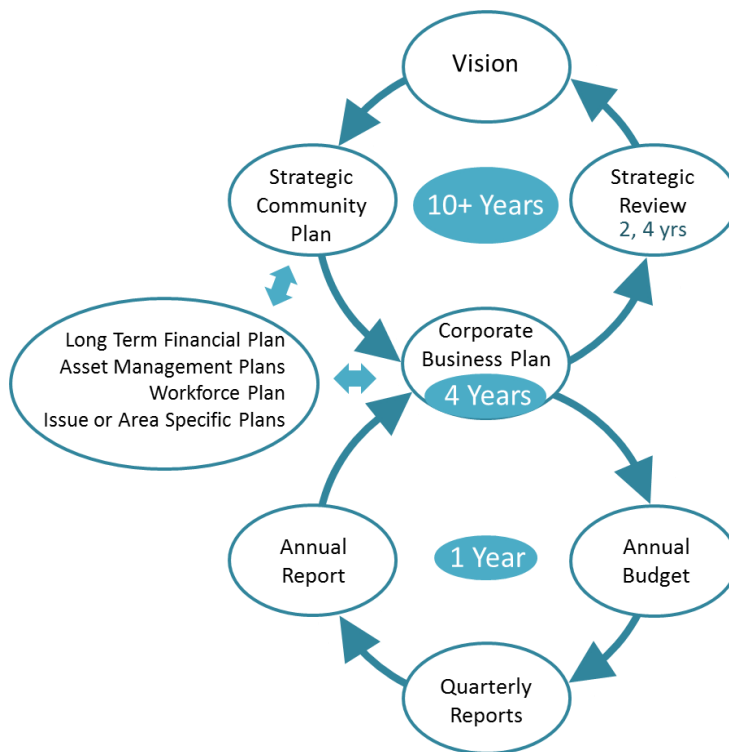 Vision
Strategic
Community
Plan
10+ Years
Strategic
Review
2, 4 yrs
Long Term Financial Plan
Asset Management Plans
Workforce Plan
Issue or Area Specific Plans
Corporate
Business Plan
4 Years
Annual
Report
1 Year
Annual
Budget
Quarterly
Reports